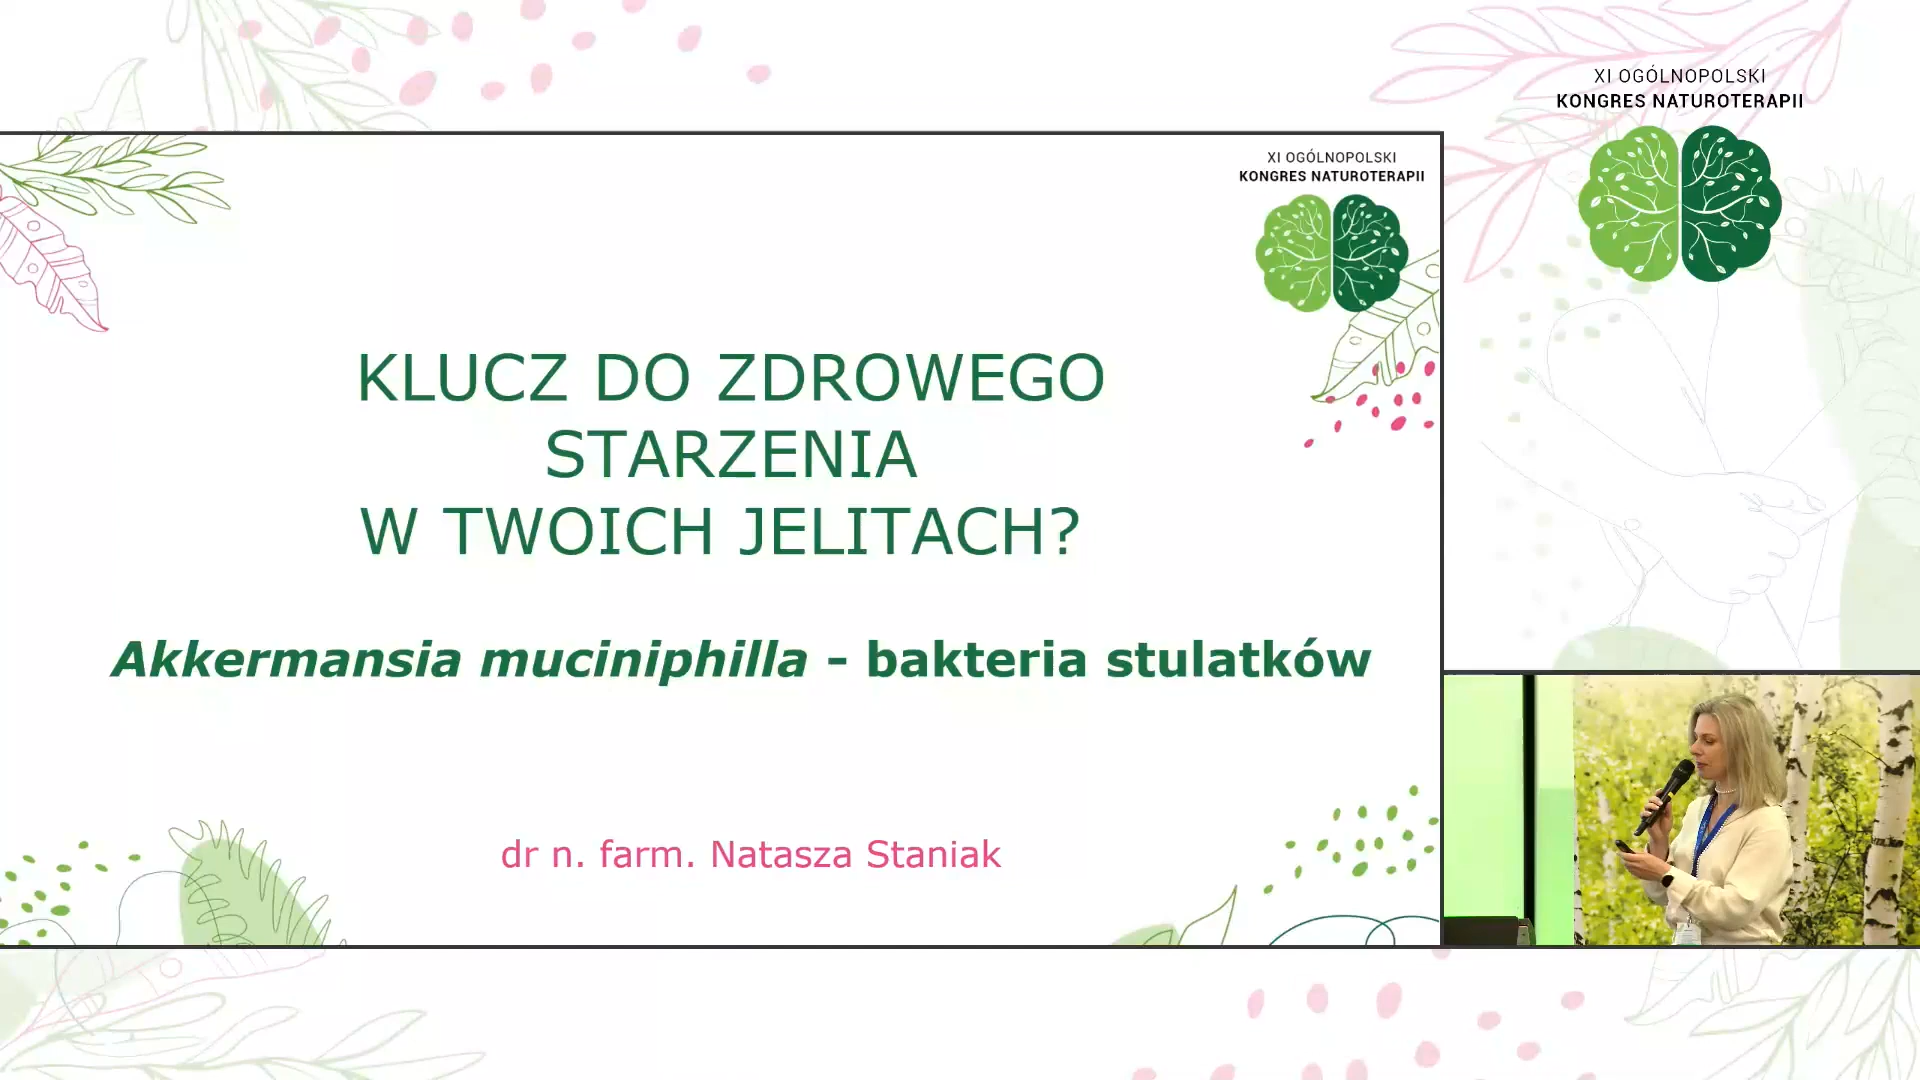 XI OGÓLNOPOLSKI
KONGRES NATUROTERAPII
XI OGÓLNOPOLSKI
KONGRES NATUROTERAPII
KLUCZ DO ZDROWEGO
STARZENIA
W TWOICH JELITACH?
Akkermansia muciniphilla - bakteria stulatków
dr n. farm. Natasza Staniak